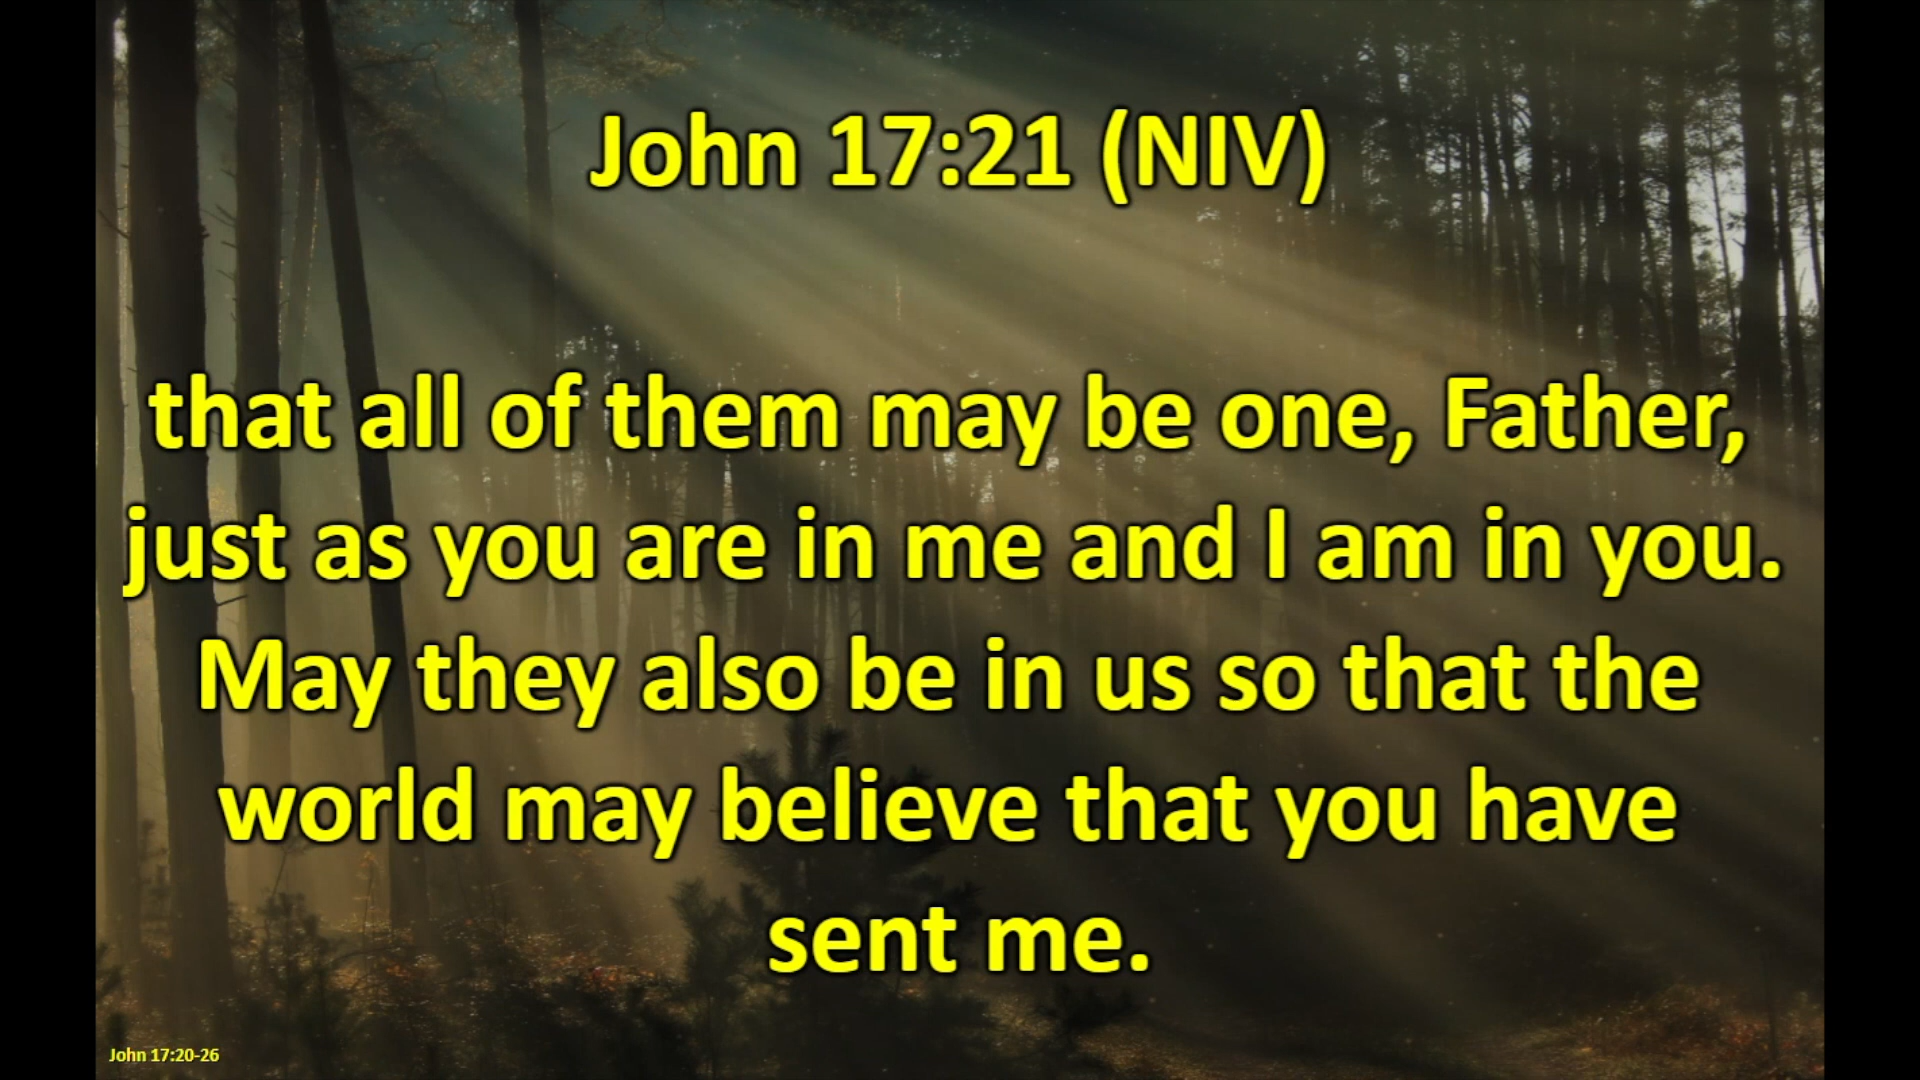 John 17:21 (NIV)
that all of them may be one, Father,
just as you are in me and I am in you.
May they also be in us so that the
world may believe that you have
sent me.
John 17:20-26